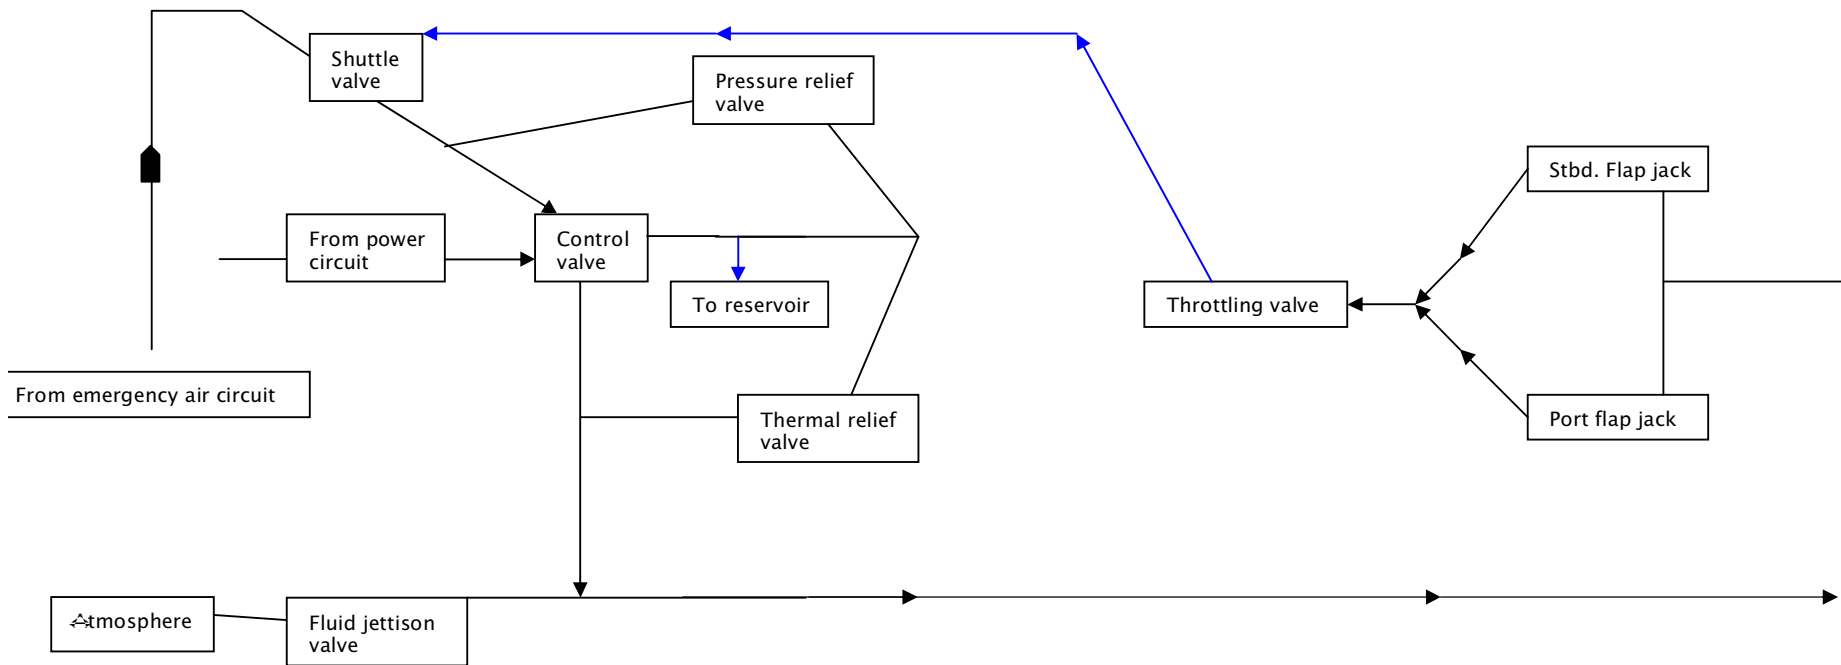 Shuttle
valve
Pressure relief
valve
Stbd. Flap jack
From power
circuit
Control
valve
To reservoir
Throttling valve
From emergency air circuit
Thermal relief
valve
Port flap jack
Atmosphere
Fluid jettison
valve